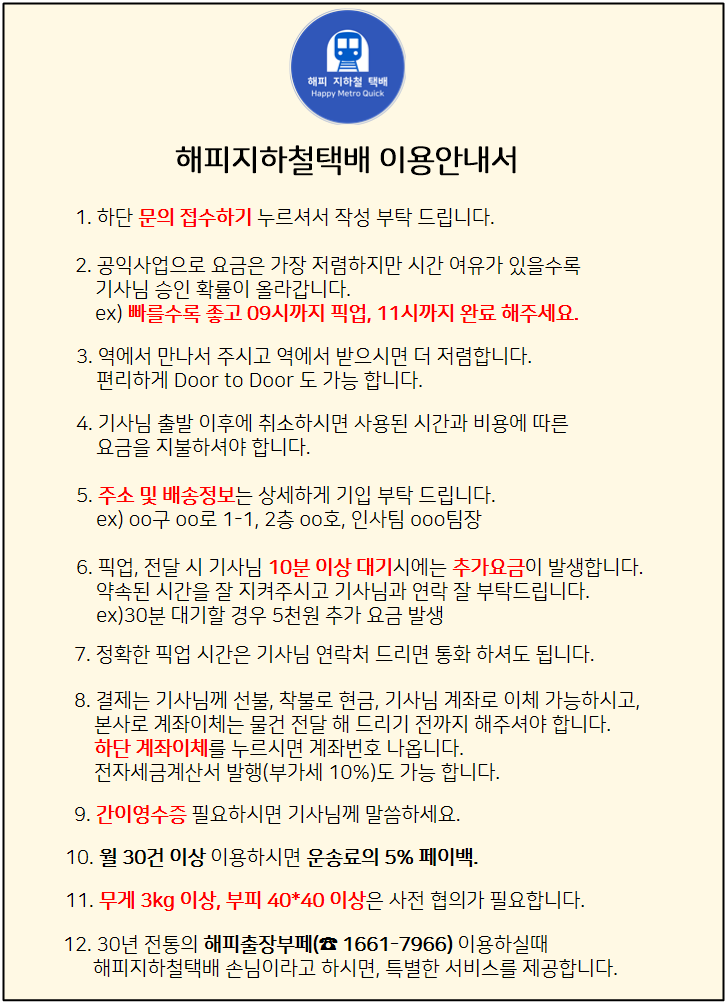 해피 지하철 택배
Happy Metro Quick
해피지하철택배 이용안내서
1. 하단 문의 접수하기 누르셔서 작성 부탁 드립니다.
2. 공익사업으로 요금은 가장 저렴하지만 시간 여유가 있을수록
기사님 승인 확률이 올라갑니다.
ex) 빠를수록 좋고 09시까지 픽업, 11시까지 완료 해주세요.
3. 역에서 만나서 주시고 역에서 받으시면 더 저렴합니다.
편리하게 Door to Door 도 가능 합니다.
4. 기사님 출발 이후에 취소하시면 사용된 시간과 비용에 따른
요금을 지불하셔야 합니다.
5. 주소 및 배송정보는 상세하게 기입 부탁 드립니다.
ex) oo구 oo로 1-1, 2층 oo호, 인사팀 ooo팀장
6. 픽업, 전달 시 기사님 10분 이상 대기시에는 추가요금이 발생합니다.
약속된 시간을 잘 지켜주시고 기사님과 연락 잘 부탁드립니다.
ex)30분 대기할 경우 5천원 추가 요금 발생
7. 정확한 픽업 시간은 기사님 연락처 드리면 통화 하셔도 됩니다.
8. 결제는 기사님께 선불, 착불로 현금, 기사님 계좌로 이체 가능하시고,
본사로 계좌이체는 물건 전달 해 드리기 전까지 해주셔야 합니다.
하단 계좌이체를 누르시면 계좌번호 나옵니다.
전자세금계산서 발행(부가세 10%)도 가능 합니다.
9. 간이영수증 필요하시면 기사님께 말씀하세요.
10. 월 30건 이상 이용하시면 운송료의 5% 페이백.
11. 무게 3kg 이상, 부피 40*40 이상은 사전 협의가 필요합니다.
12. 30년 전통의 해피출장부페(☎ 1661-7966) 이용하실때
해피지하철택배 손님이라고 하시면, 특별한 서비스를 제공합니다.